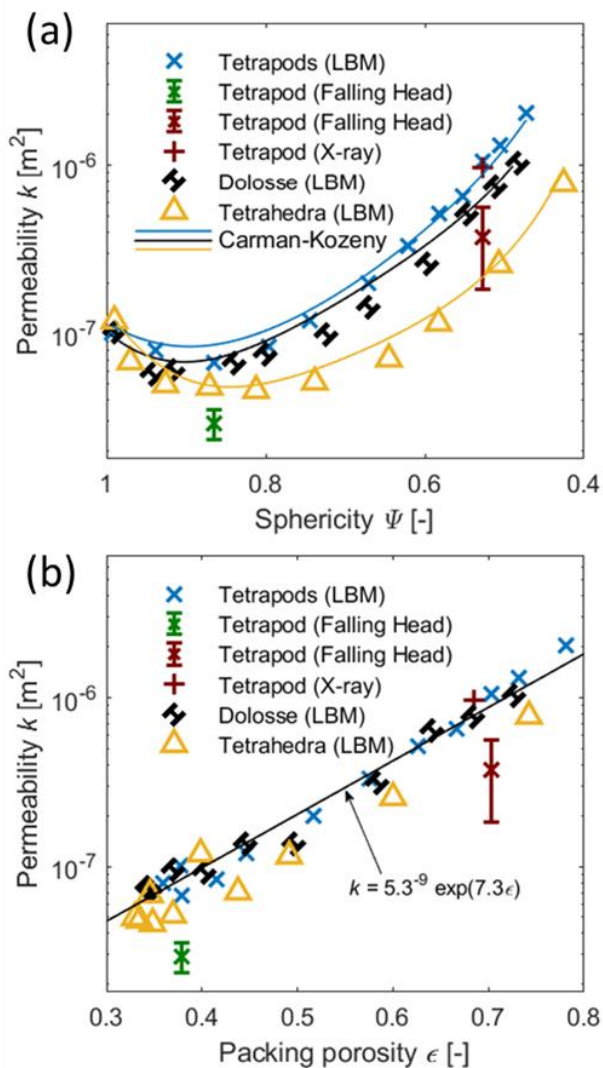 (a)
Tetrapods (LBM)
Tetrapod (Falling Head)
Tetrapod (Falling Head)
Tetrapod (X-ray)
Dolosse (LBM)
Tetrahedra (LBM)
Carman-Kozeny
Permeability k [m²]
10⁻⁶
10⁻⁷
1 0.8 0.6 0.4
Sphericity Ψ [-]
(b)
Tetrapods (LBM)
Tetrapod (Falling Head)
Tetrapod (Falling Head)
Tetrapod (X-ray)
Dolosse (LBM)
Tetrahedra (LBM)
Permeability k [m²]
10⁻⁶
10⁻⁷
k = 5.3⁻⁹ exp(7.3ϵ)
0.3 0.4 0.5 0.6 0.7 0.8
Packing porosity ϵ [-]